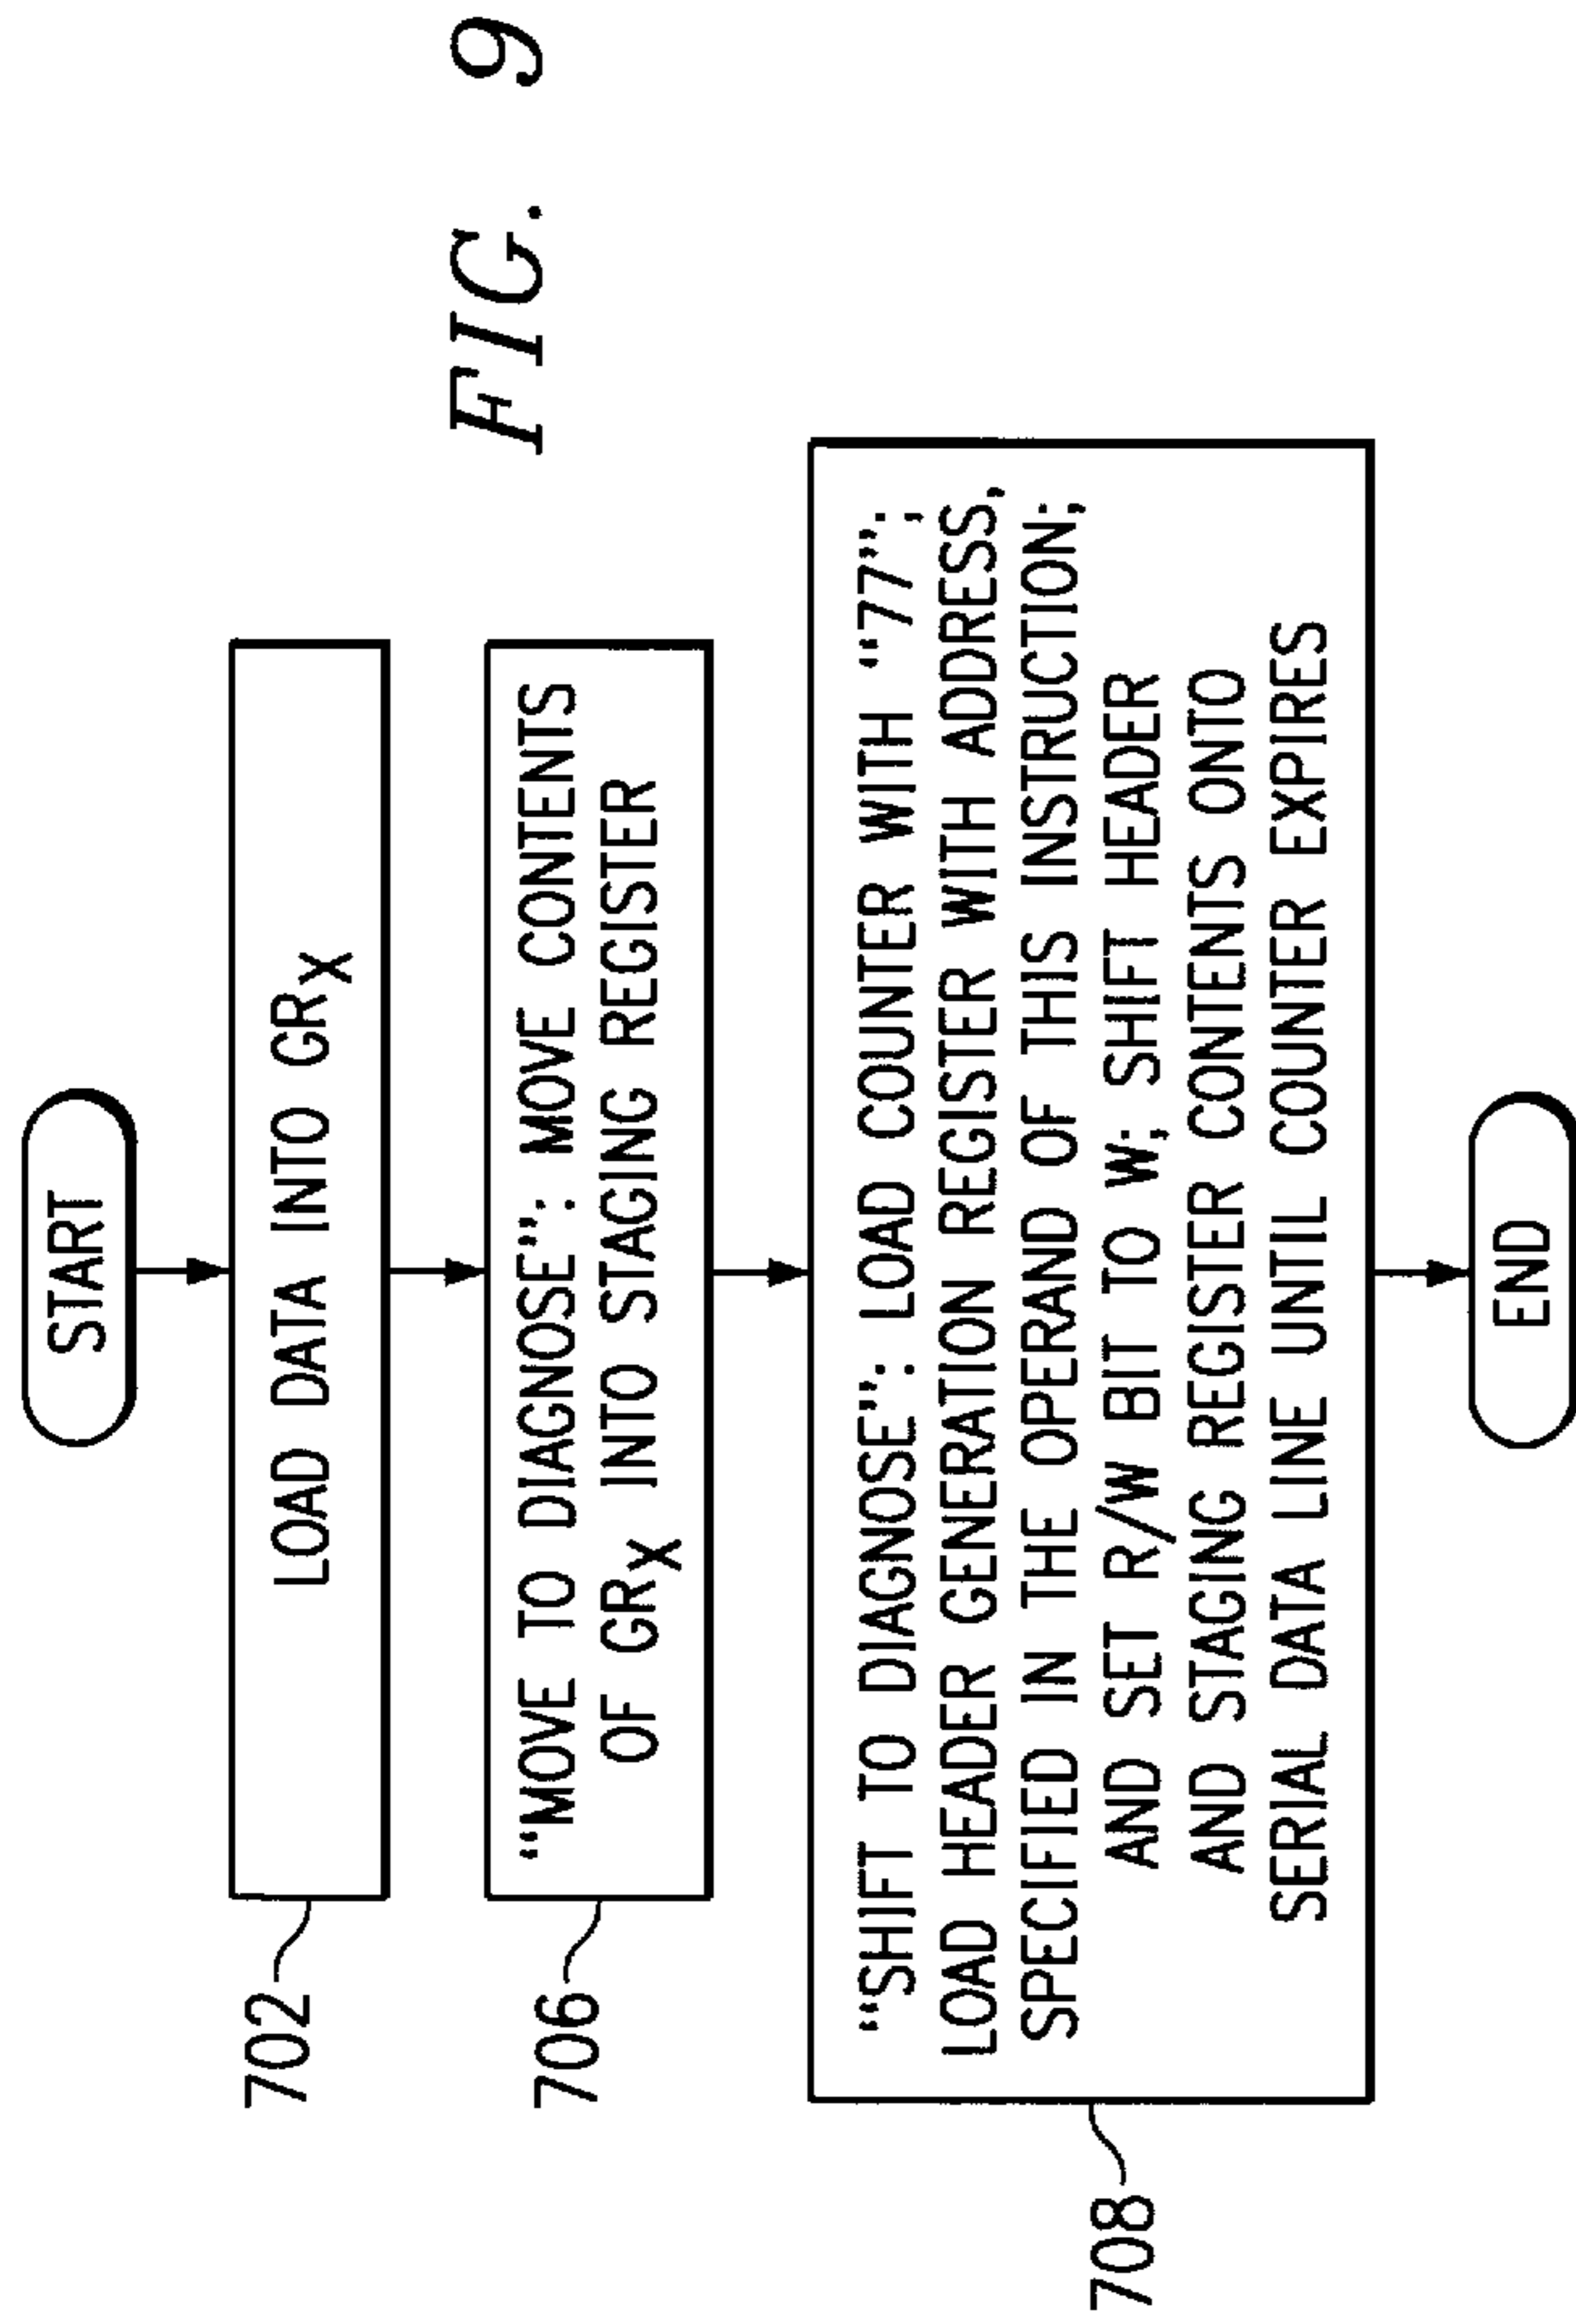 START
702
LOAD DATA INTO GRX
706
"MOVE TO DIAGNOSE": MOVE CONTENTS
OF GRX INTO STAGING REGISTER
708
"SHIFT TO DIAGNOSE": LOAD COUNTER WITH "77";
LOAD HEADER GENERATION REGISTER WITH ADDRESS,
SPECIFIED IN THE OPERAND OF THIS INSTRUCTION;
AND SET R/W BIT TO W; SHIFT HEADER
AND STAGING REGISTER CONTENTS ONTO
SERIAL DATA LINE UNTIL COUNTER EXPIRES
END
FIG. 9